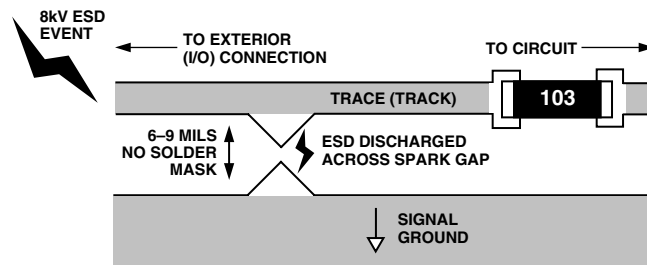 8kV ESD
EVENT
TO EXTERIOR
(I/O) CONNECTION
TO CIRCUIT
TRACE (TRACK)
103
6–9 MILS
NO SOLDER
MASK
ESD DISCHARGED
ACROSS SPARK GAP
SIGNAL
GROUND